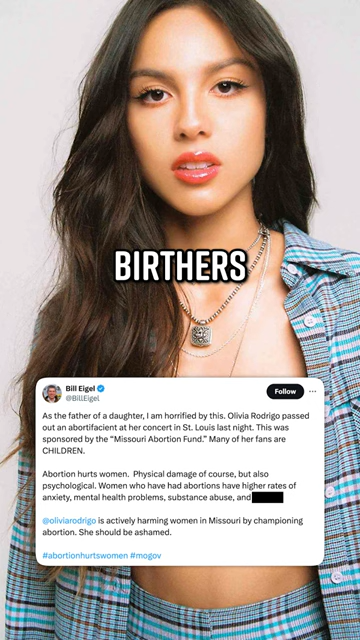 BIRTHERS
Bill Eigel
@BillEigel
Follow
As the father of a daughter, I am horrified by this. Olivia Rodrigo passed
out an abortifacient at her concert in St. Louis last night. This was
sponsored by the “Missouri Abortion Fund.” Many of her fans are
CHILDREN.
Abortion hurts women.  Physical damage of course, but also
psychological. Women who have had abortions have higher rates of
anxiety, mental health problems, substance abuse, and
@oliviarodrigo is actively harming women in Missouri by championing
abortion. She should be ashamed.
#abortionhurtswomen #mogov